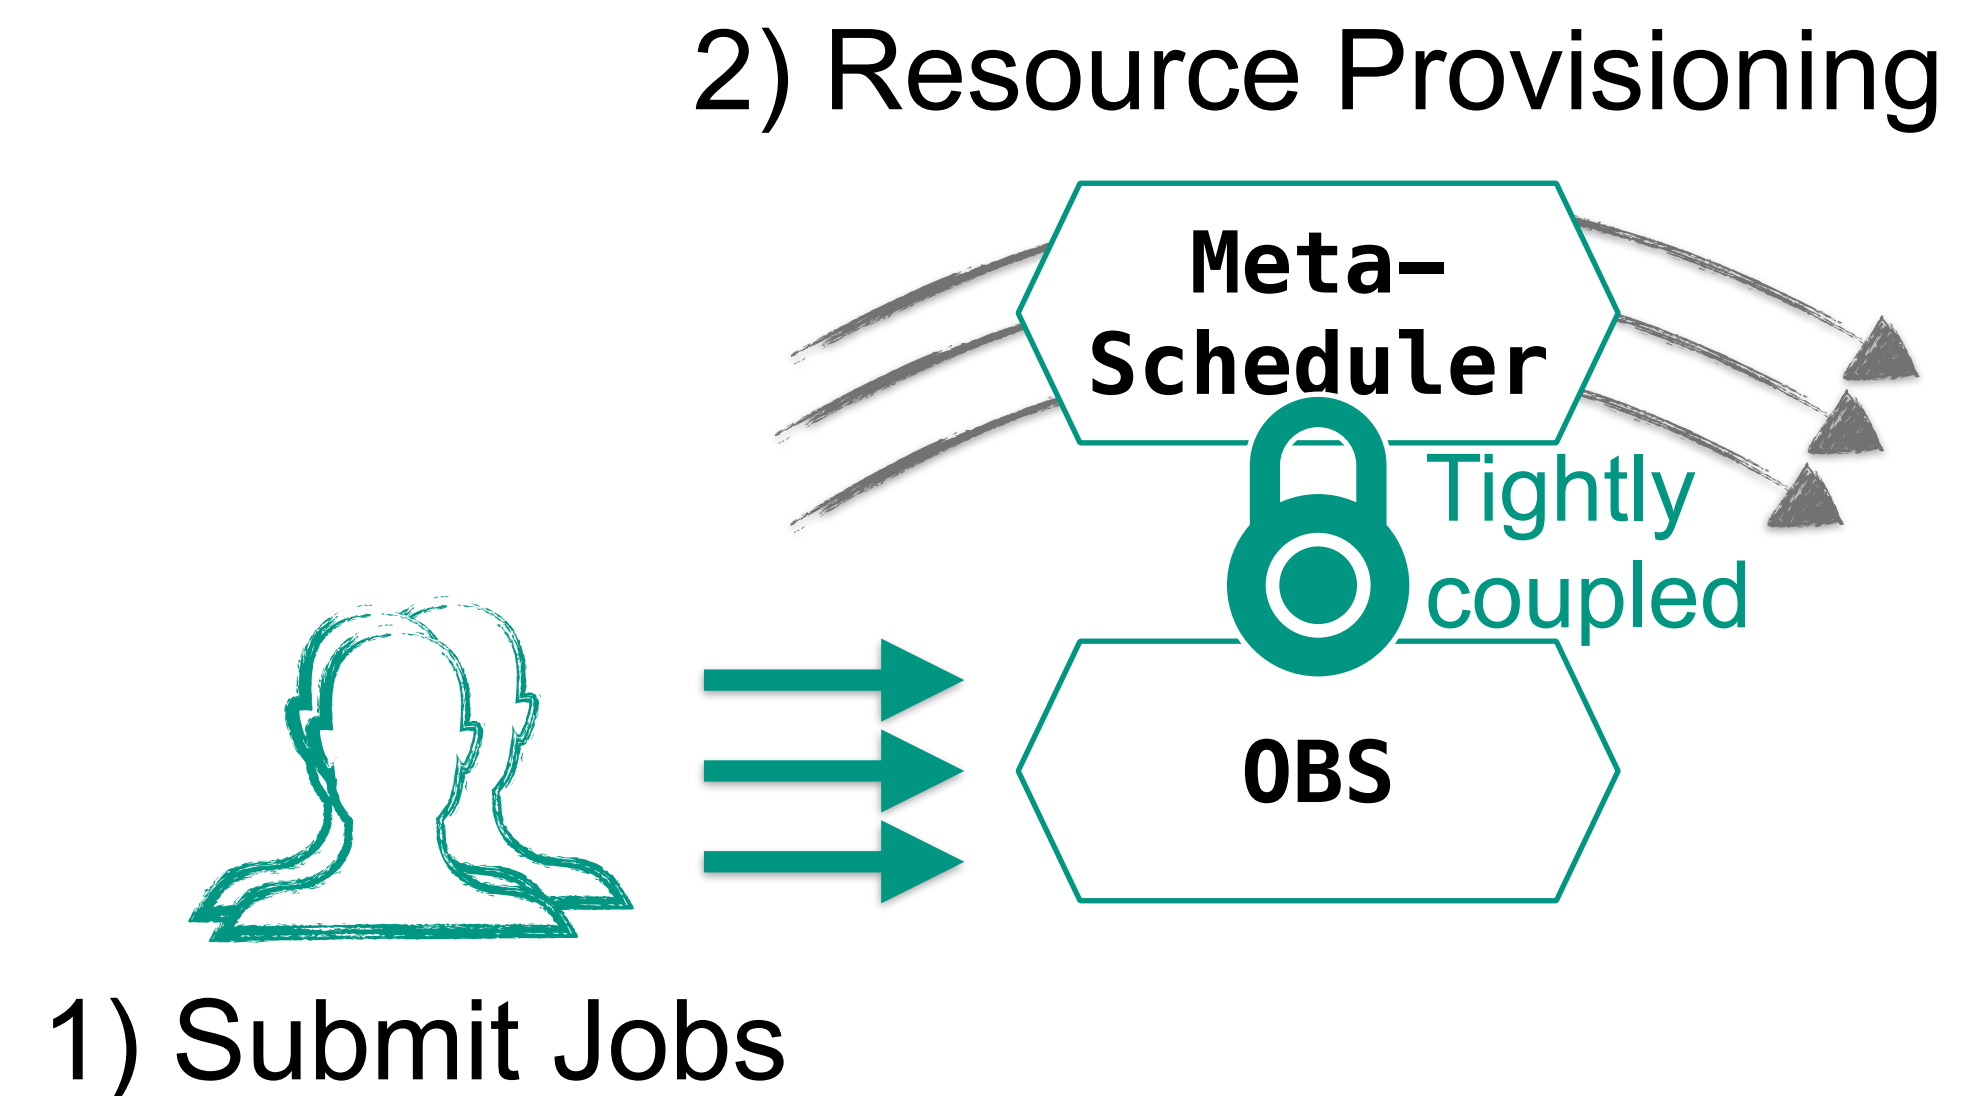 2) Resource Provisioning
Meta-
Scheduler
Tightly
coupled
OBS
1) Submit Jobs